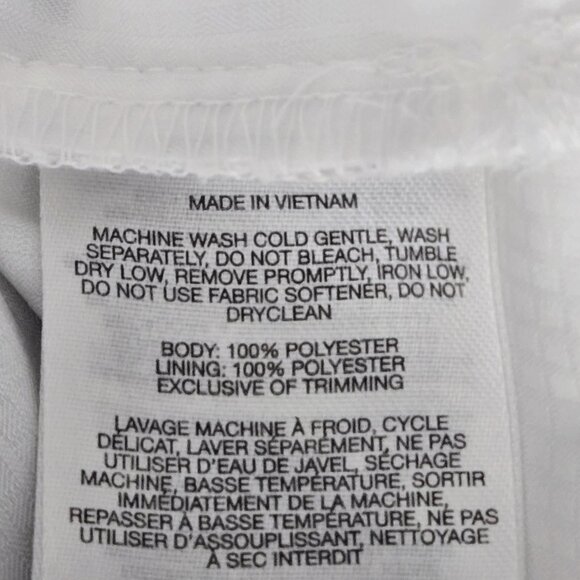 MADE IN VIETNAM
MACHINE WASH COLD GENTLE, WASH
SEPARATELY, DO NOT BLEACH, TUMBLE
DRY LOW, REMOVE PROMPTLY, IRON LOW,
DO NOT USE FABRIC SOFTENER, DO NOT
DRYCLEAN
BODY: 100% POLYESTER
LINING: 100% POLYESTER
EXCLUSIVE OF TRIMMING
LAVAGE MACHINE À FROID, CYCLE
DÉLICAT, LAVER SÉPARÉMENT, NE PAS
UTILISER D'EAU DE JAVEL, SÉCHAGE
MACHINE, BASSE TEMPÉRATURE, SORTIR
IMMÉDIATEMENT DE LA MACHINE,
REPASSER À BASSE TEMPÉRATURE, NE PAS
UTILISER D'ASSOUPLISSANT, NETTOYAGE
À SEC INTERDIT